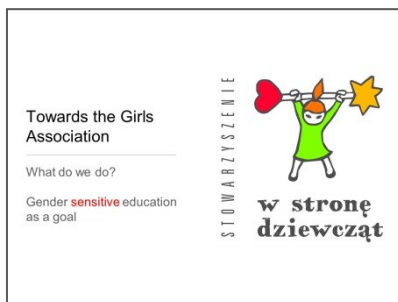 Towards the Girls
Association
What do we do?
Gender sensitive education
as a goal
STOWARZYSZENIE
w stronę
dziewcząt